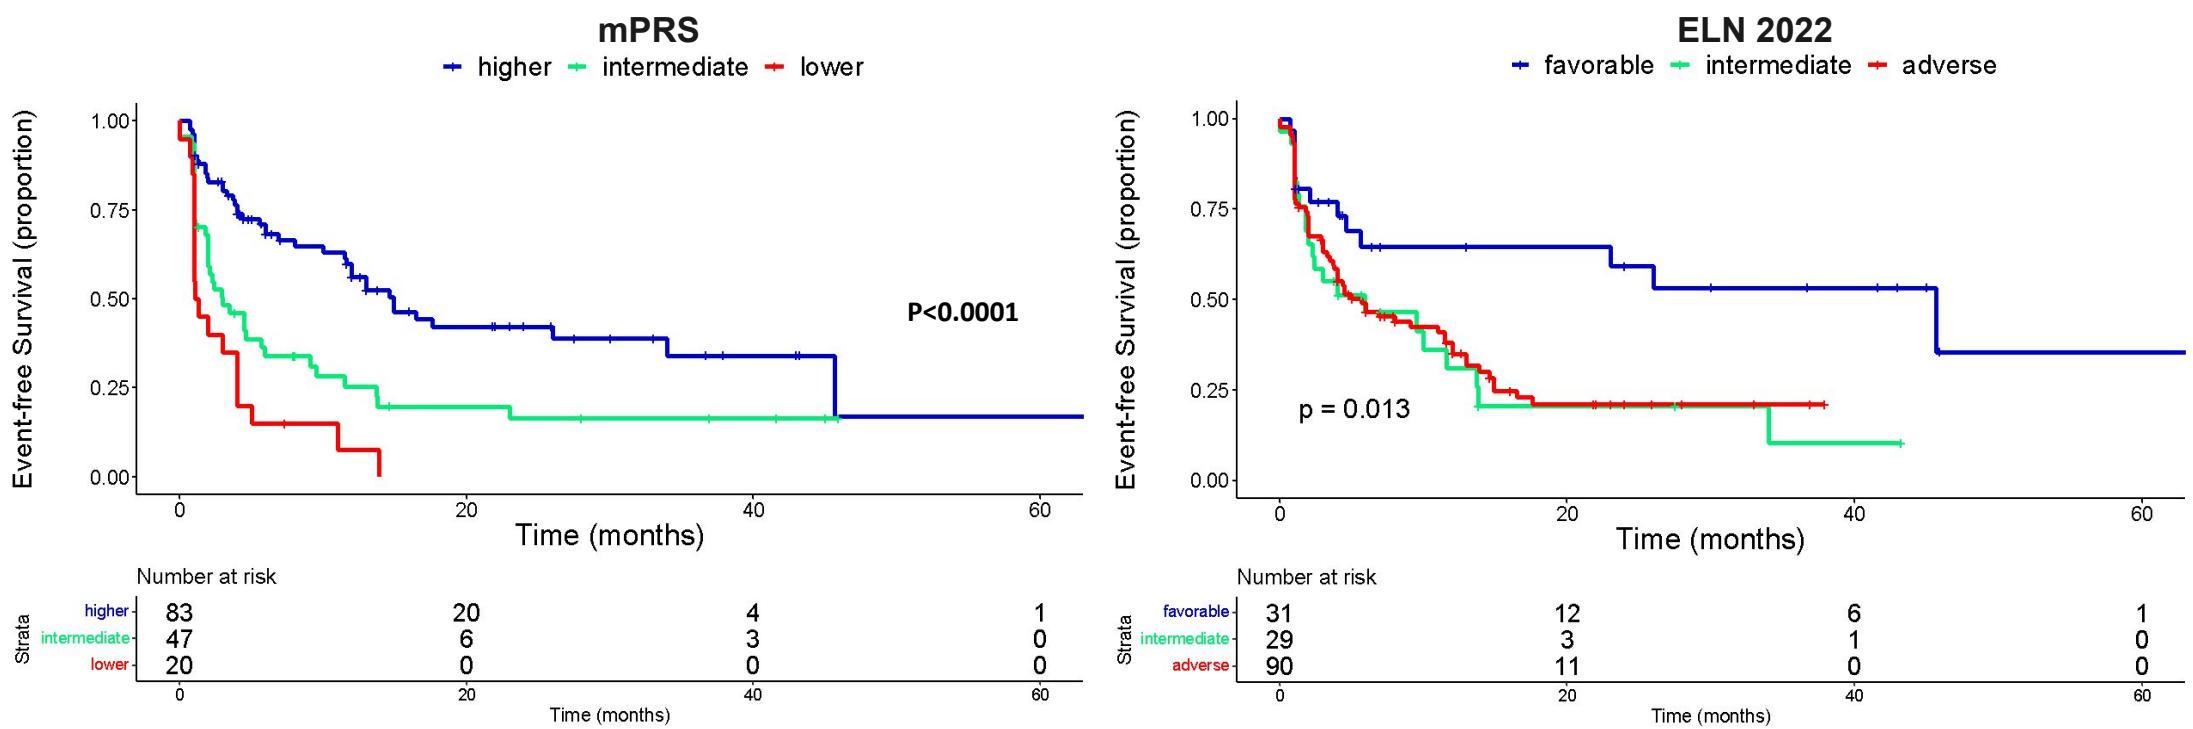 mPRS
higher intermediate lower
Event-free Survival (proportion)
1.00
0.75
0.50
0.25
0.00
P<0.0001
0 20 40 60
Time (months)
Number at risk
Strata
higher 83 20 4 1
intermediate 47 6 3 0
lower 20 0 0 0
0 20 40 60
Time (months)
ELN 2022
favorable intermediate adverse
Event-free Survival (proportion)
1.00
0.75
0.50
0.25
0.00
p = 0.013
0 20 40 60
Time (months)
Number at risk
Strata
favorable 31 12 6 1
intermediate 29 3 1 0
adverse 90 11 0 0
0 20 40 60
Time (months)